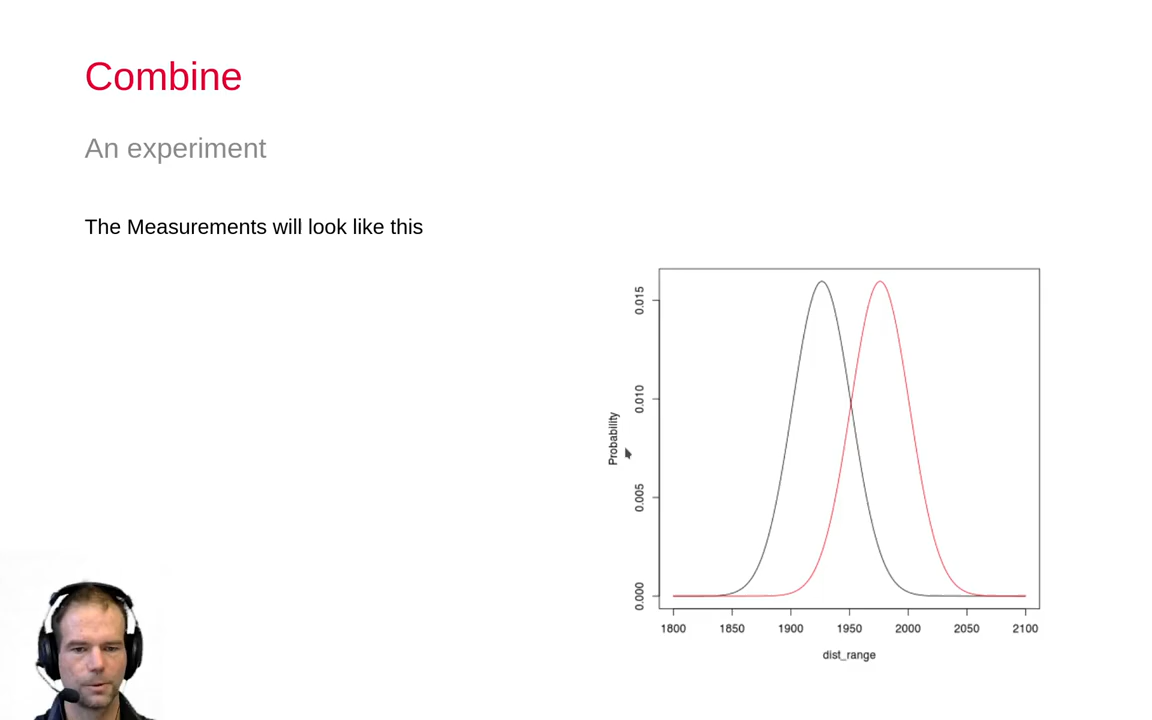 Combine
An experiment
The Measurements will look like this
0.015
0.010
0.005
0.000
Probability
1800 1850 1900 1950 2000 2050 2100
dist_range